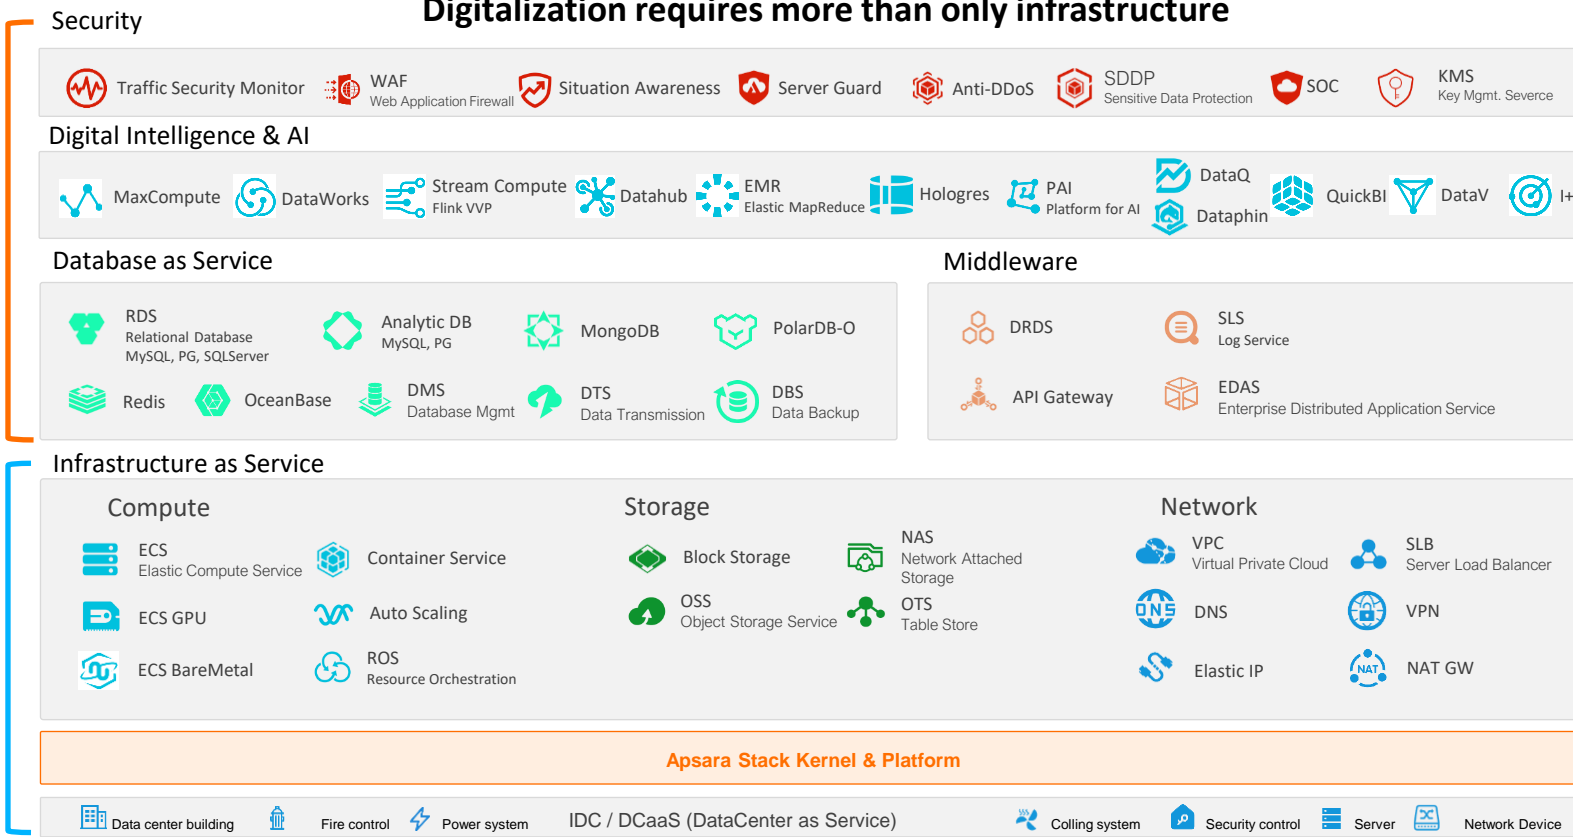 Digitalization requires more than only infrastructure
Security
Traffic Security Monitor
WAF
Web Application Firewall
Situation Awareness
Server Guard
Anti-DDoS
SDDP
Sensitive Data Protection
SOC
KMS
Key Mgmt. Severce
Digital Intelligence & AI
MaxCompute
DataWorks
Stream Compute
Flink VVP
Datahub
EMR
Elastic MapReduce
Hologres
PAI
Platform for AI
DataQ
Dataphin
QuickBI
DataV
I+
Database as Service
RDS
Relational Database
MySQL, PG, SQLServer
Analytic DB
MySQL, PG
MongoDB
PolarDB-O
Redis
OceanBase
DMS
Database Mgmt
DTS
Data Transmission
DBS
Data Backup
Middleware
DRDS
SLS
Log Service
API Gateway
EDAS
Enterprise Distributed Application Service
Infrastructure as Service
Compute
ECS
Elastic Compute Service
Container Service
ECS GPU
Auto Scaling
ECS BareMetal
ROS
Resource Orchestration
Storage
Block Storage
NAS
Network Attached
Storage
OSS
Object Storage Service
OTS
Table Store
Network
VPC
Virtual Private Cloud
SLB
Server Load Balancer
DNS
DNS
VPN
Elastic IP
NAT
NAT GW
Apsara Stack Kernel & Platform
Data center building
Fire control
Power system
IDC / DCaaS (DataCenter as Service)
Colling system
Security control
Server
Network Device